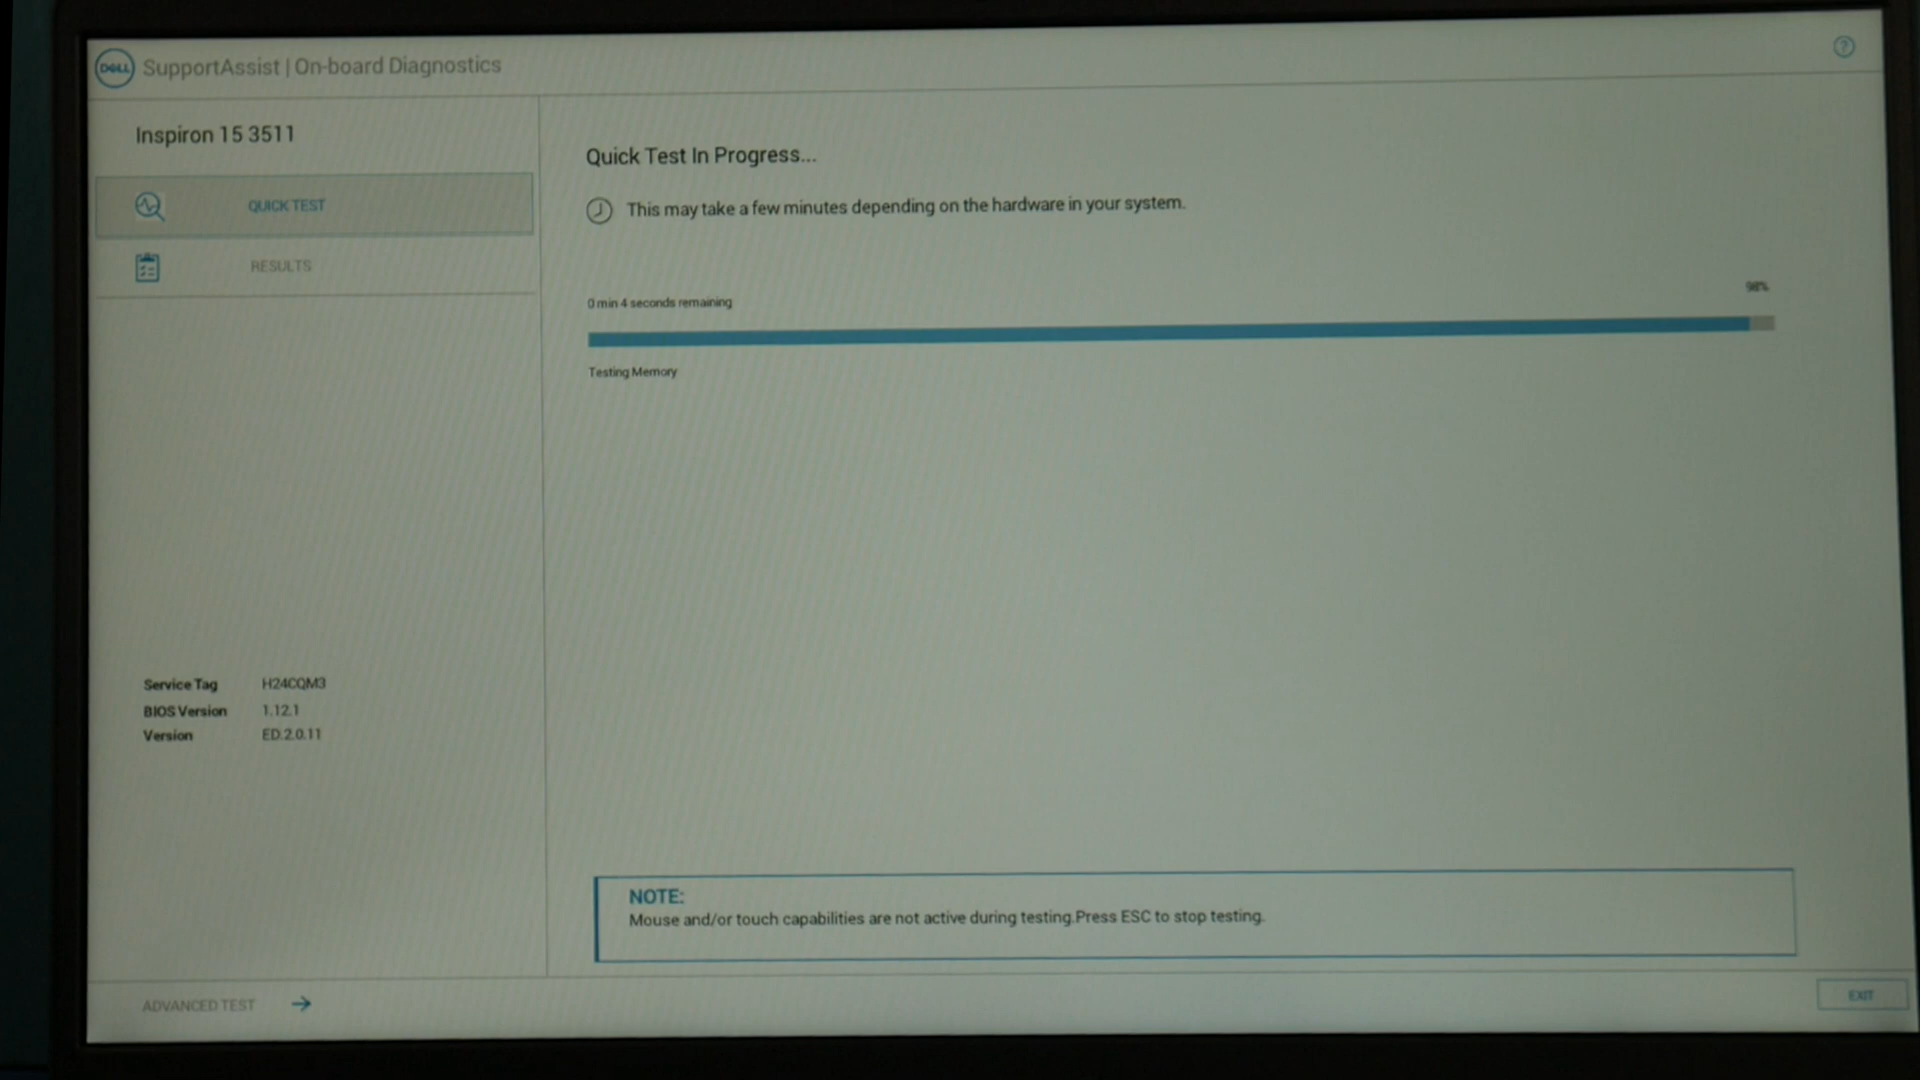 DELL SupportAssist | On-board Diagnostics
?
Inspiron 15 3511
QUICK TEST
RESULTS
Quick Test In Progress...
This may take a few minutes depending on the hardware in your system.
98%
0 min 4 seconds remaining
Testing Memory
Service Tag H24CQM3
BIOS Version 1.12.1
Version ED.2.0.11
NOTE:
Mouse and/or touch capabilities are not active during testing.Press ESC to stop testing.
ADVANCED TEST
EXIT